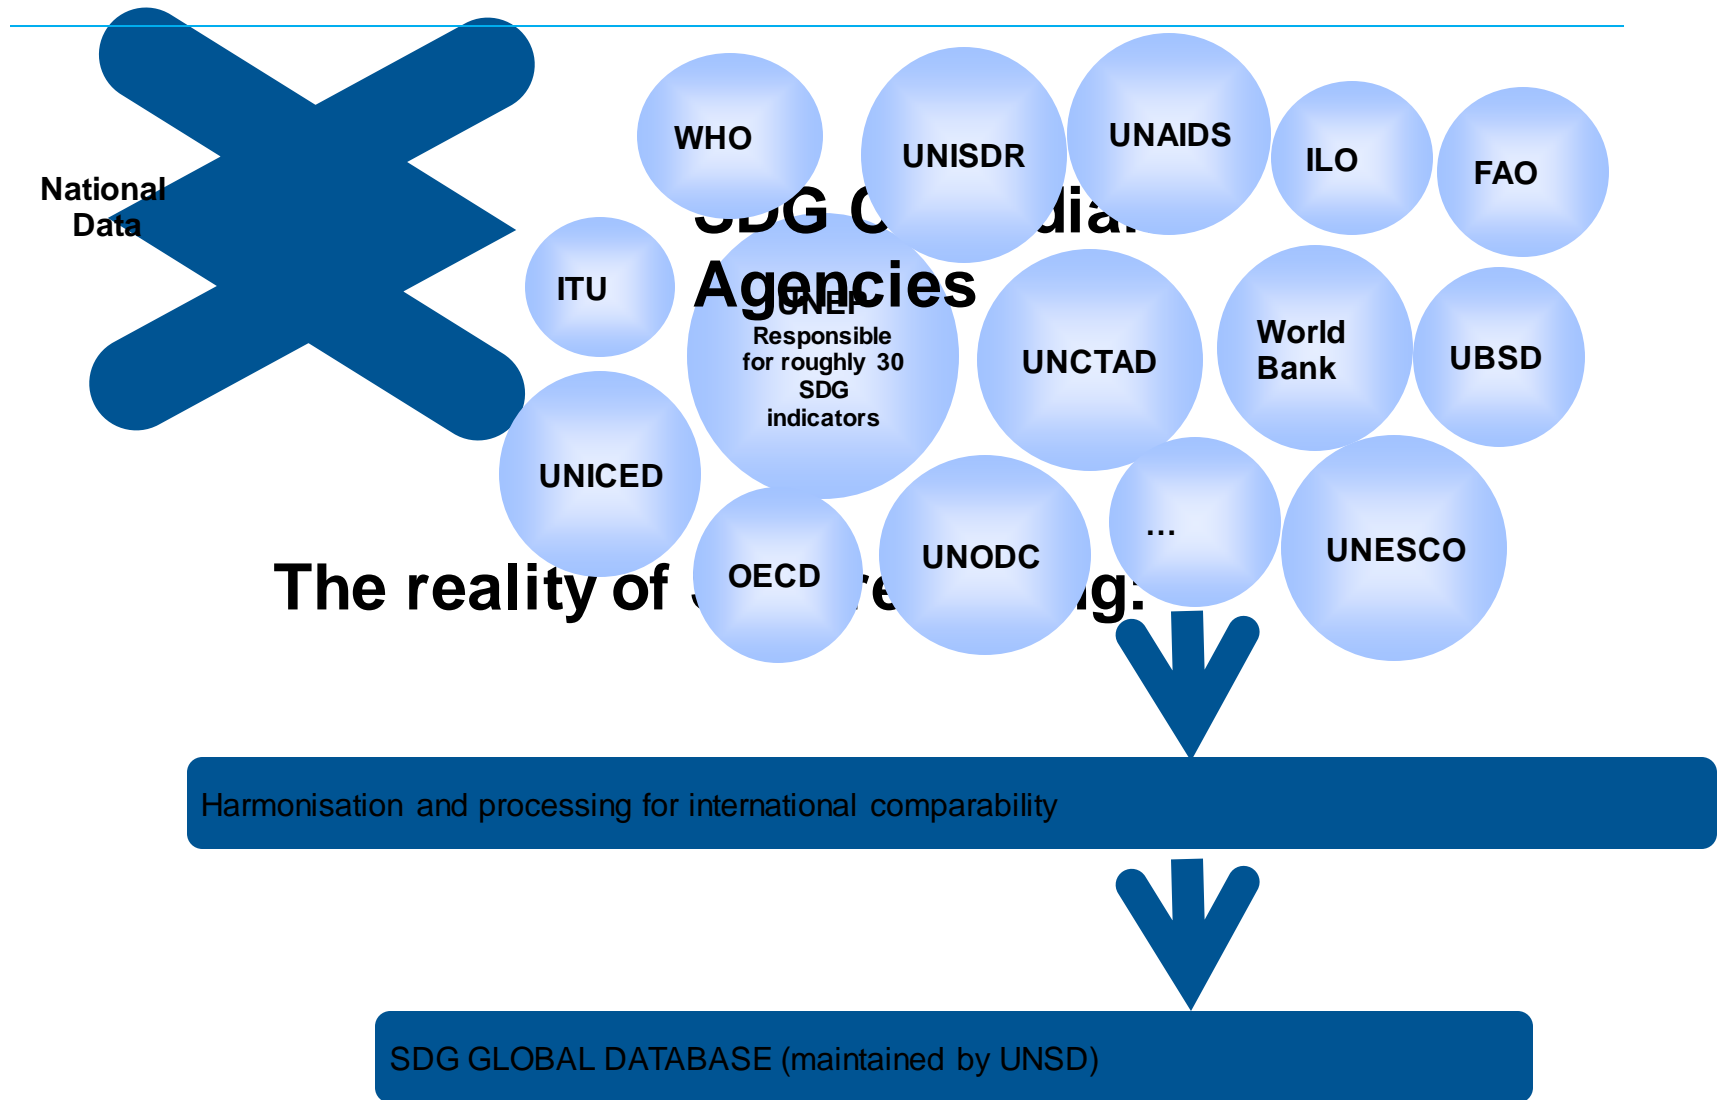 National
Data
WHO
UNISDR
UNAIDS
ILO
FAO
SDG
Agencies
ITU
UNEP
Responsible
for roughly 30
SDG
indicators
UNCTAD
World
Bank
UBSD
UNICED
OECD
UNODC
...
UNESCO
The reality of
Harmonisation and processing for international comparability
SDG GLOBAL DATABASE (maintained by UNSD)